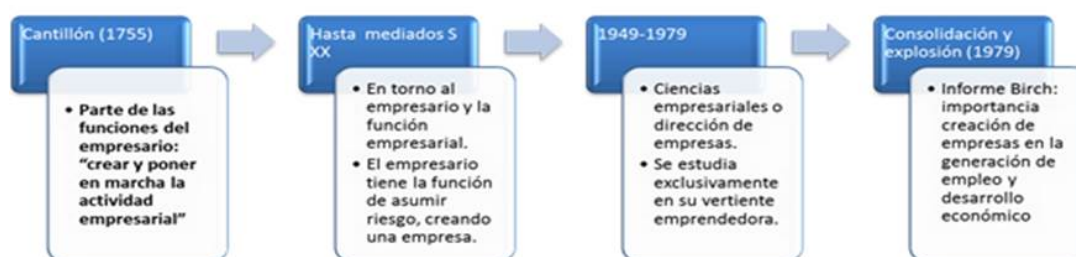 Cantillón (1755)
• Parte de las
funciones del
empresario:
“crear y poner
en marcha la
actividad
empresarial”
Hasta mediados S
XX
• En torno al
empresario y la
función
empresarial.
• El empresario
tiene la función
de asumir
riesgo, creando
una empresa.
1949-1979
• Ciencias
empresariales o
dirección de
empresas.
• Se estudia
exclusivamente
en su vertiente
emprendedora.
Consolidación y
explosión (1979)
• Informe Birch:
importancia
creación de
empresas en la
generación de
empleo y
desarrollo
económico